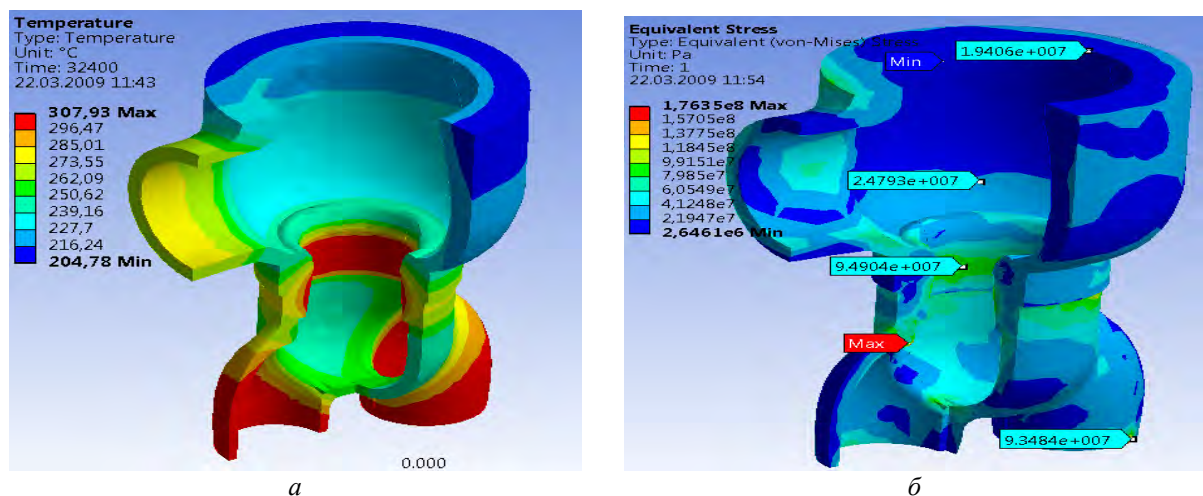 Temperature
Type: Temperature
Unit: °C
Time: 32400
22.03.2009 11:43
307,93 Max
296,47
285,01
273,55
262,09
250,62
239,16
227,7
216,24
204,78 Min
0.000
а
Equivalent Stress
Type: Equivalent (von-Mises) Stress
Unit: Pa
Time: 1
22.03.2009 11:54
1,7635e8 Max
1,5705e8
1,3775e8
1,1845e8
9,9151e7
7,985e7
6,0549e7
4,1248e7
2,1947e7
2,6461e6 Min
Min
1.9406e+007
2.4793e+007
9.4904e+007
Max
9.3484e+007
б